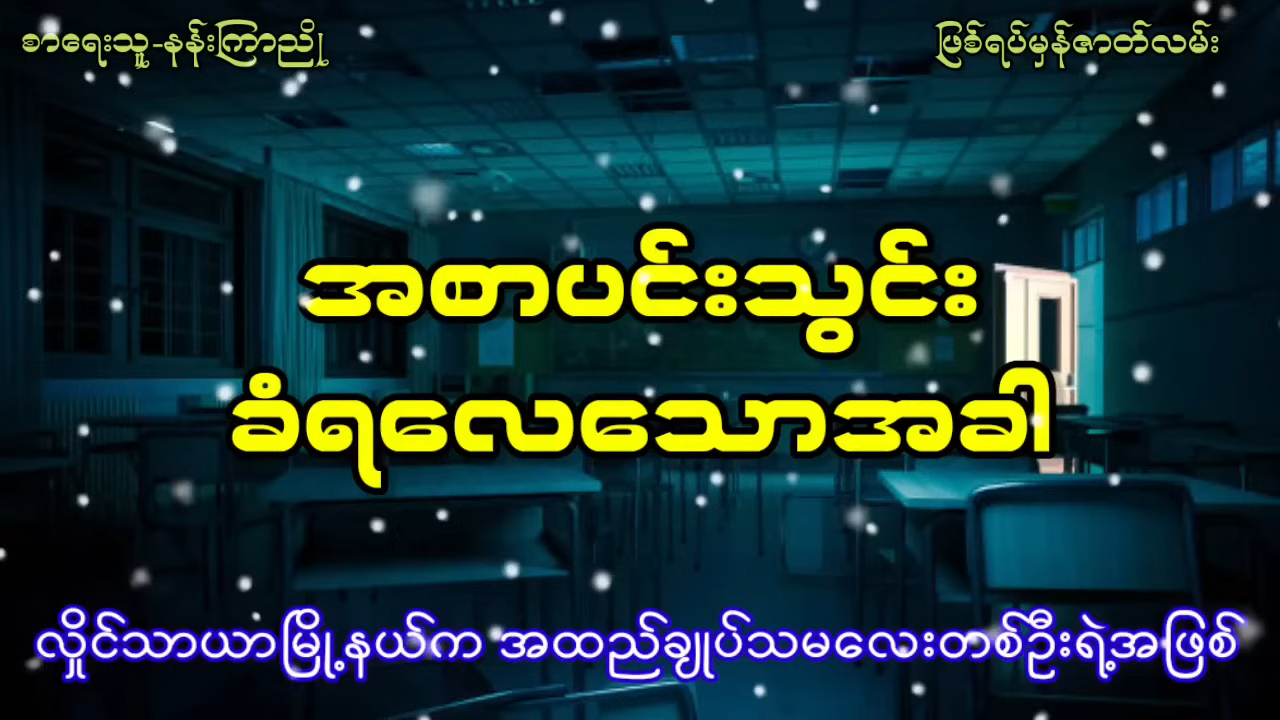 စာရေးသူ-နန်းကြာညို
ဖြစ်ရပ်မှန်ဇာတ်လမ်း
အစာပင်းသွင်း
ခံရလေသောအခါ
လှိုင်သာယာမြို့နယ်က အထည်ချုပ်သမလေးတစ်ဦးရဲ့အဖြစ်